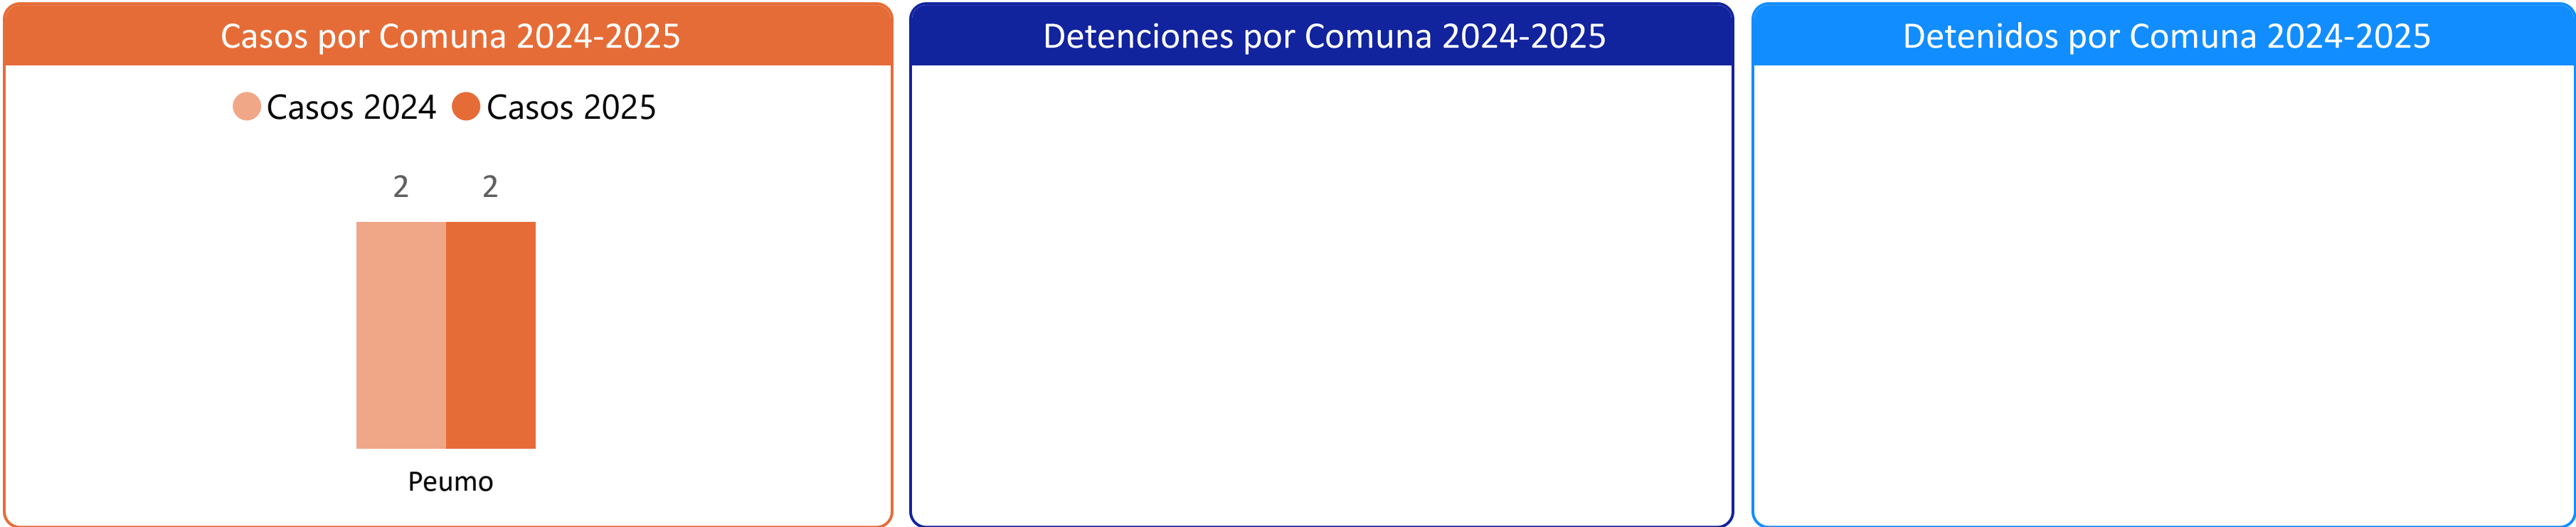 Casos por Comuna 2024-2025
Casos 2024 Casos 2025
2 2
Peumo
Detenciones por Comuna 2024-2025
Detenidos por Comuna 2024-2025